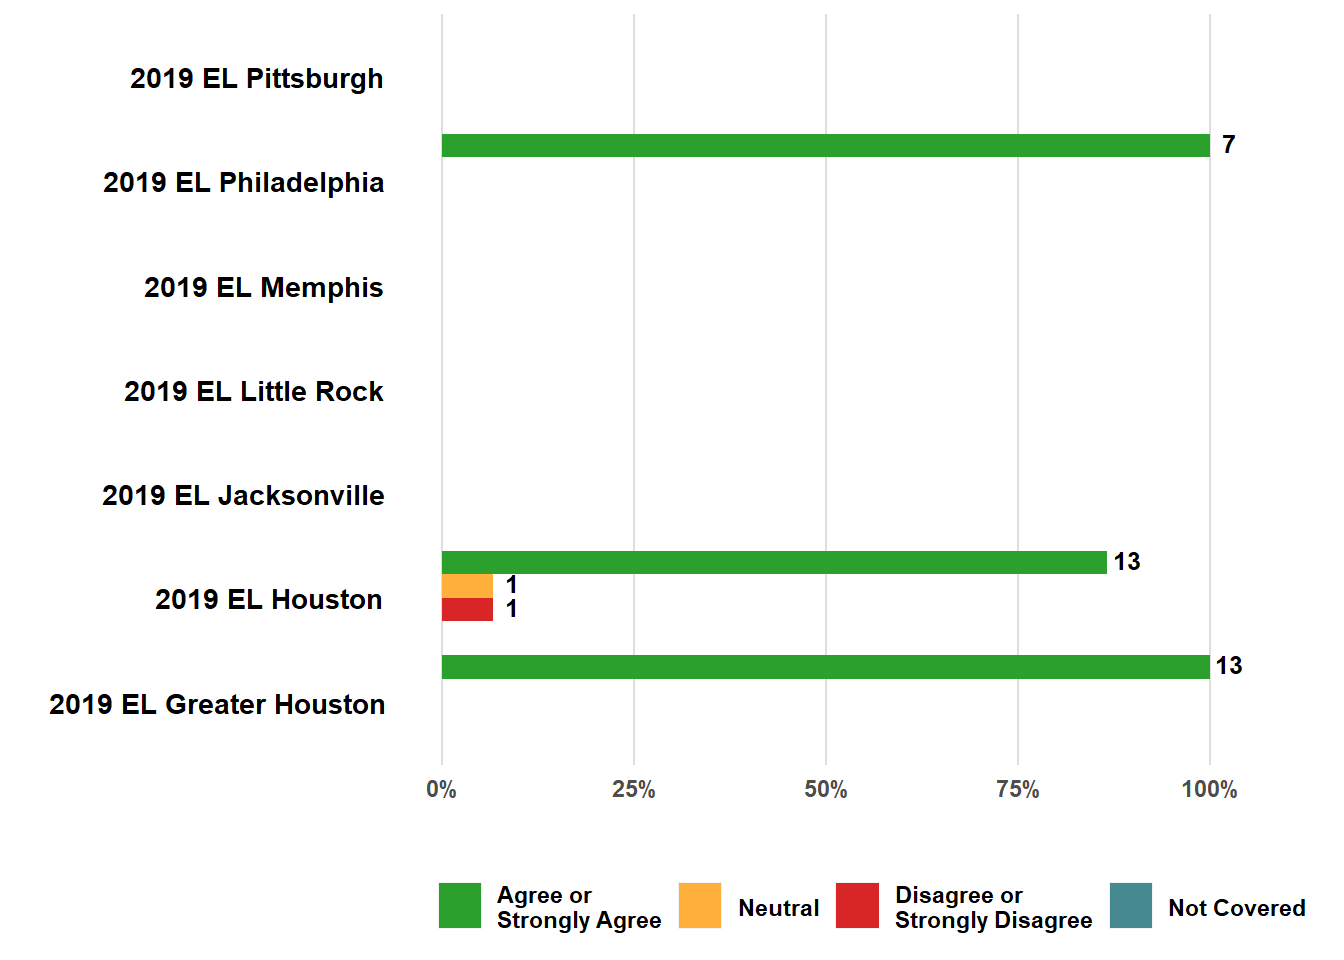 2019 EL Pittsburgh
7
2019 EL Philadelphia
2019 EL Memphis
2019 EL Little Rock
2019 EL Jacksonville
13
1
2019 EL Houston
1
13
2019 EL Greater Houston
0% 25% 50% 75% 100%
Agree or
Strongly Agree
Neutral
Disagree or
Strongly Disagree
Not Covered